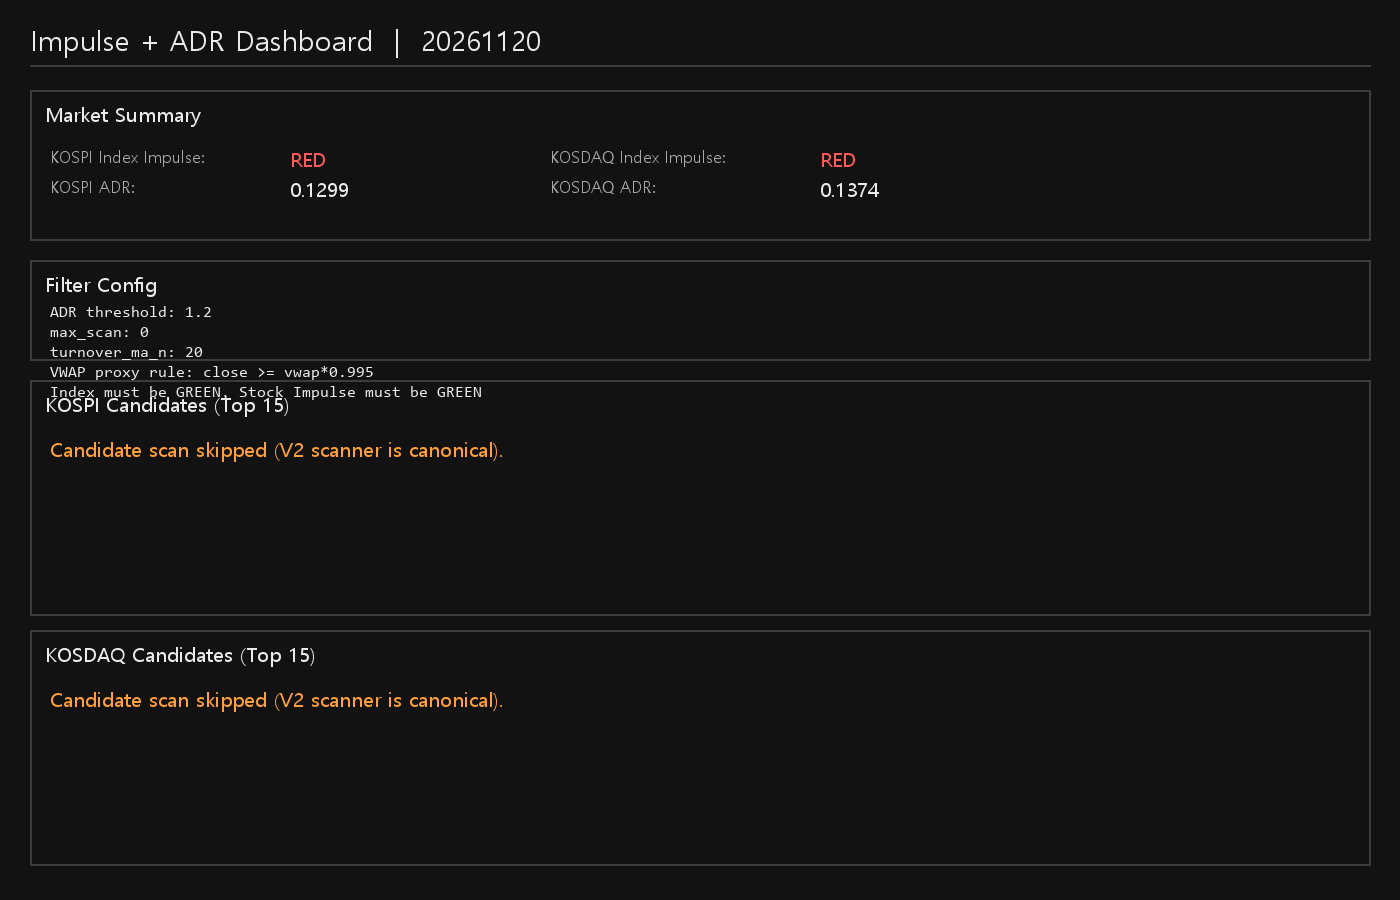 Impulse + ADR Dashboard | 20261120
Market Summary
KOSPI Index Impulse: RED KOSDAQ Index Impulse: RED
KOSPI ADR: 0.1299 KOSDAQ ADR: 0.1374
Filter Config
ADR threshold: 1.2
max_scan: 0
turnover_ma_n: 20
VWAP proxy rule: close >= vwap*0.995
Index must be GREEN, Stock Impulse must be GREEN
KOSPI Candidates (Top 15)
Candidate scan skipped (V2 scanner is canonical).
KOSDAQ Candidates (Top 15)
Candidate scan skipped (V2 scanner is canonical).